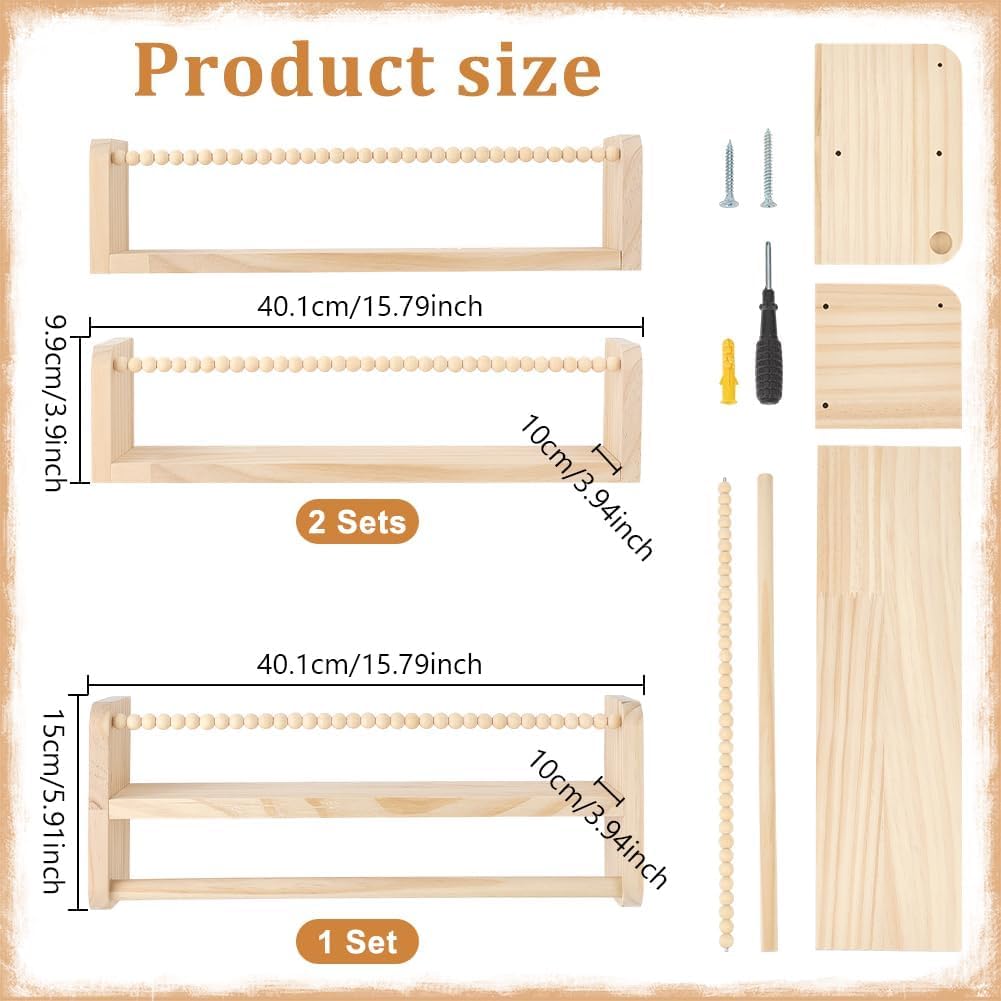 Product size
40.1cm/15.79inch
9.9cm/3.9inch
10cm/3.94inch
2 Sets
40.1cm/15.79inch
15cm/5.91inch
10cm/3.94inch
1 Set